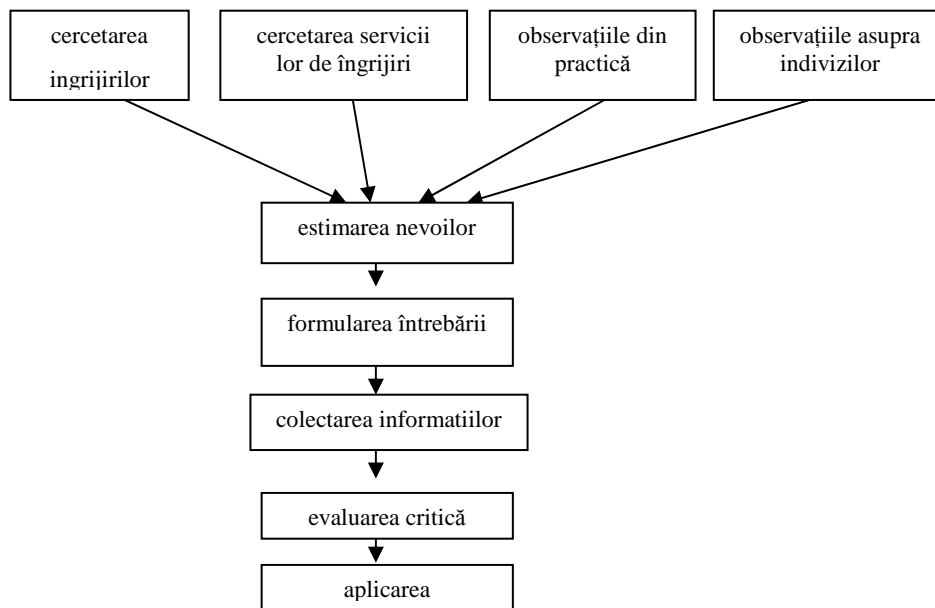 cercetarea
ingrijirilor
cercetarea servicii
lor de îngrijiri
observațiile din
practică
observațiile asupra
indivizilor
estimarea nevoilor
formularea întrebării
colectarea informatiilor
evaluarea critică
aplicarea